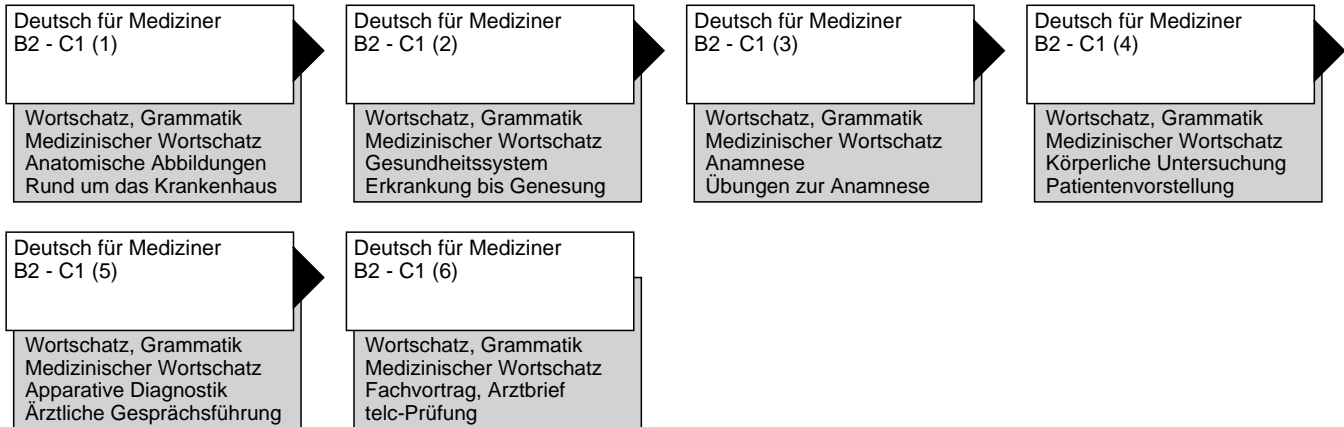 Deutsch für Mediziner
B2 - C1 (1)
Wortschatz, Grammatik
Medizinischer Wortschatz
Anatomische Abbildungen
Rund um das Krankenhaus
Deutsch für Mediziner
B2 - C1 (2)
Wortschatz, Grammatik
Medizinischer Wortschatz
Gesundheitssystem
Erkrankung bis Genesung
Deutsch für Mediziner
B2 - C1 (3)
Wortschatz, Grammatik
Medizinischer Wortschatz
Anamnese
Übungen zur Anamnese
Deutsch für Mediziner
B2 - C1 (4)
Wortschatz, Grammatik
Medizinischer Wortschatz
Körperliche Untersuchung
Patientenvorstellung
Deutsch für Mediziner
B2 - C1 (5)
Wortschatz, Grammatik
Medizinischer Wortschatz
Apparative Diagnostik
Ärztliche Gesprächsführung
Deutsch für Mediziner
B2 - C1 (6)
Wortschatz, Grammatik
Medizinischer Wortschatz
Fachvortrag, Arztbrief
telc-Prüfung